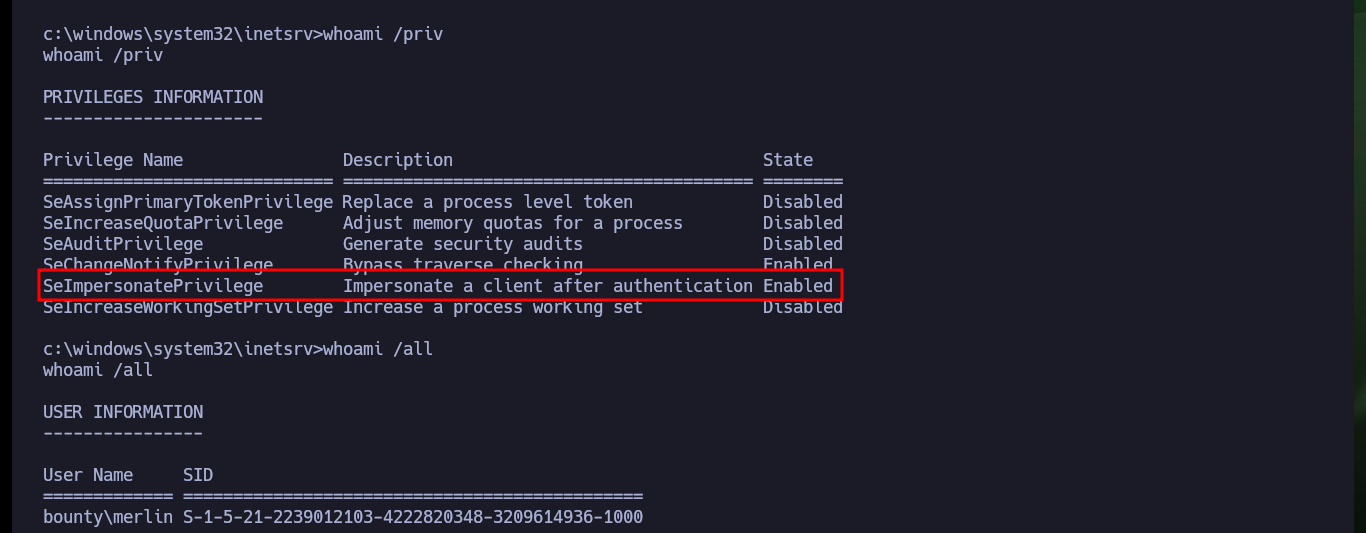 c:\windows\system32\inetsrv>whoami /priv
whoami /priv
PRIVILEGES INFORMATION
----------------------
Privilege Name                Description                               State
============================= ========================================= ========
SeAssignPrimaryTokenPrivilege Replace a process level token             Disabled
SeIncreaseQuotaPrivilege      Adjust memory quotas for a process        Disabled
SeAuditPrivilege              Generate security audits                  Disabled
SeChangeNotifyPrivilege       Bypass traverse checking                  Enabled
SeImpersonatePrivilege        Impersonate a client after authentication Enabled
SeIncreaseWorkingSetPrivilege Increase a process working set            Disabled
c:\windows\system32\inetsrv>whoami /all
whoami /all
USER INFORMATION
----------------
User Name     SID
============= ==============================================
bounty\merlin S-1-5-21-2239012103-4222820348-3209614936-1000